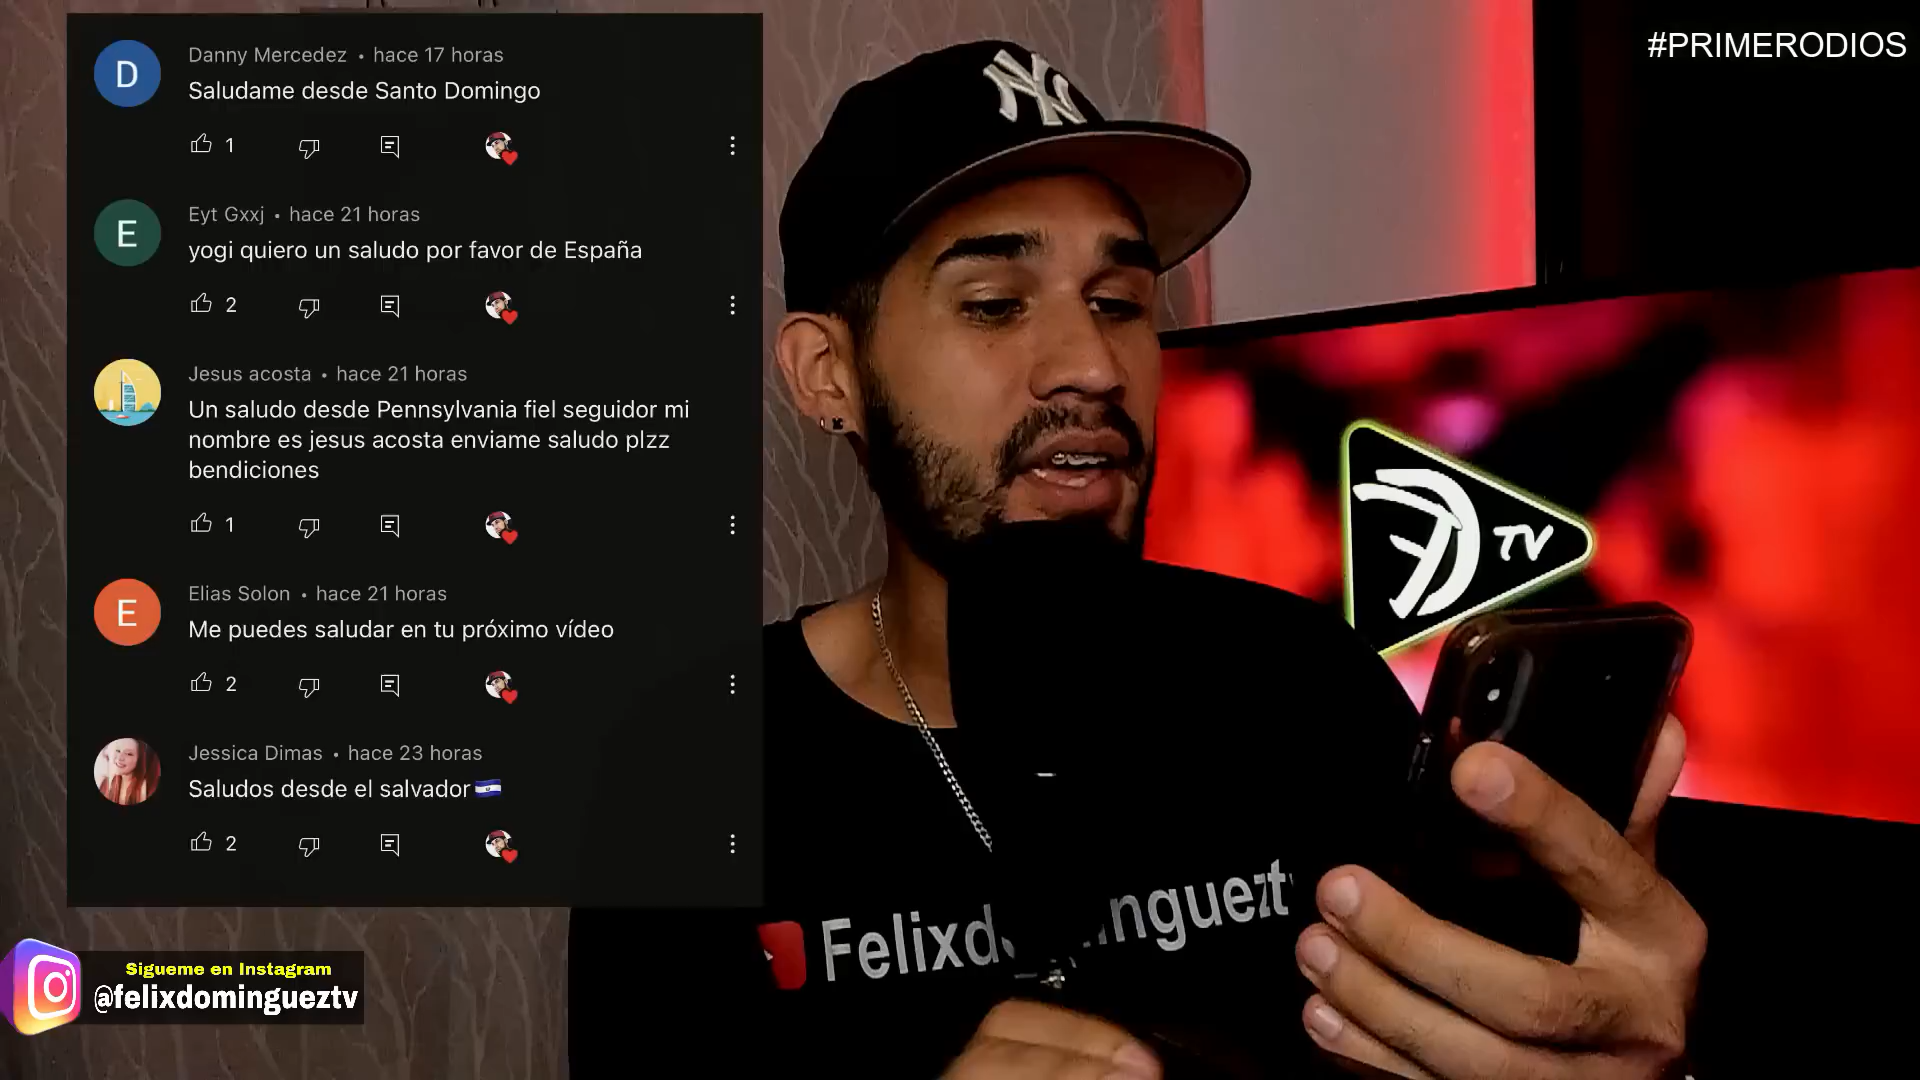 #PRIMERODIOS
D
Danny Mercedez • hace 17 horas
Saludame desde Santo Domingo
1
E
Eyt Gxxj • hace 21 horas
yogi quiero un saludo por favor de España
2
Jesus acosta • hace 21 horas
Un saludo desde Pennsylvania fiel seguidor mi
nombre es jesus acosta enviame saludo plzz
bendiciones
1
E
Elias Solon • hace 21 horas
Me puedes saludar en tu próximo vídeo
2
Jessica Dimas • hace 23 horas
Saludos desde el salvador🇸🇻
2
NY
TV
Sigueme en Instagram
@felixdomingueztv